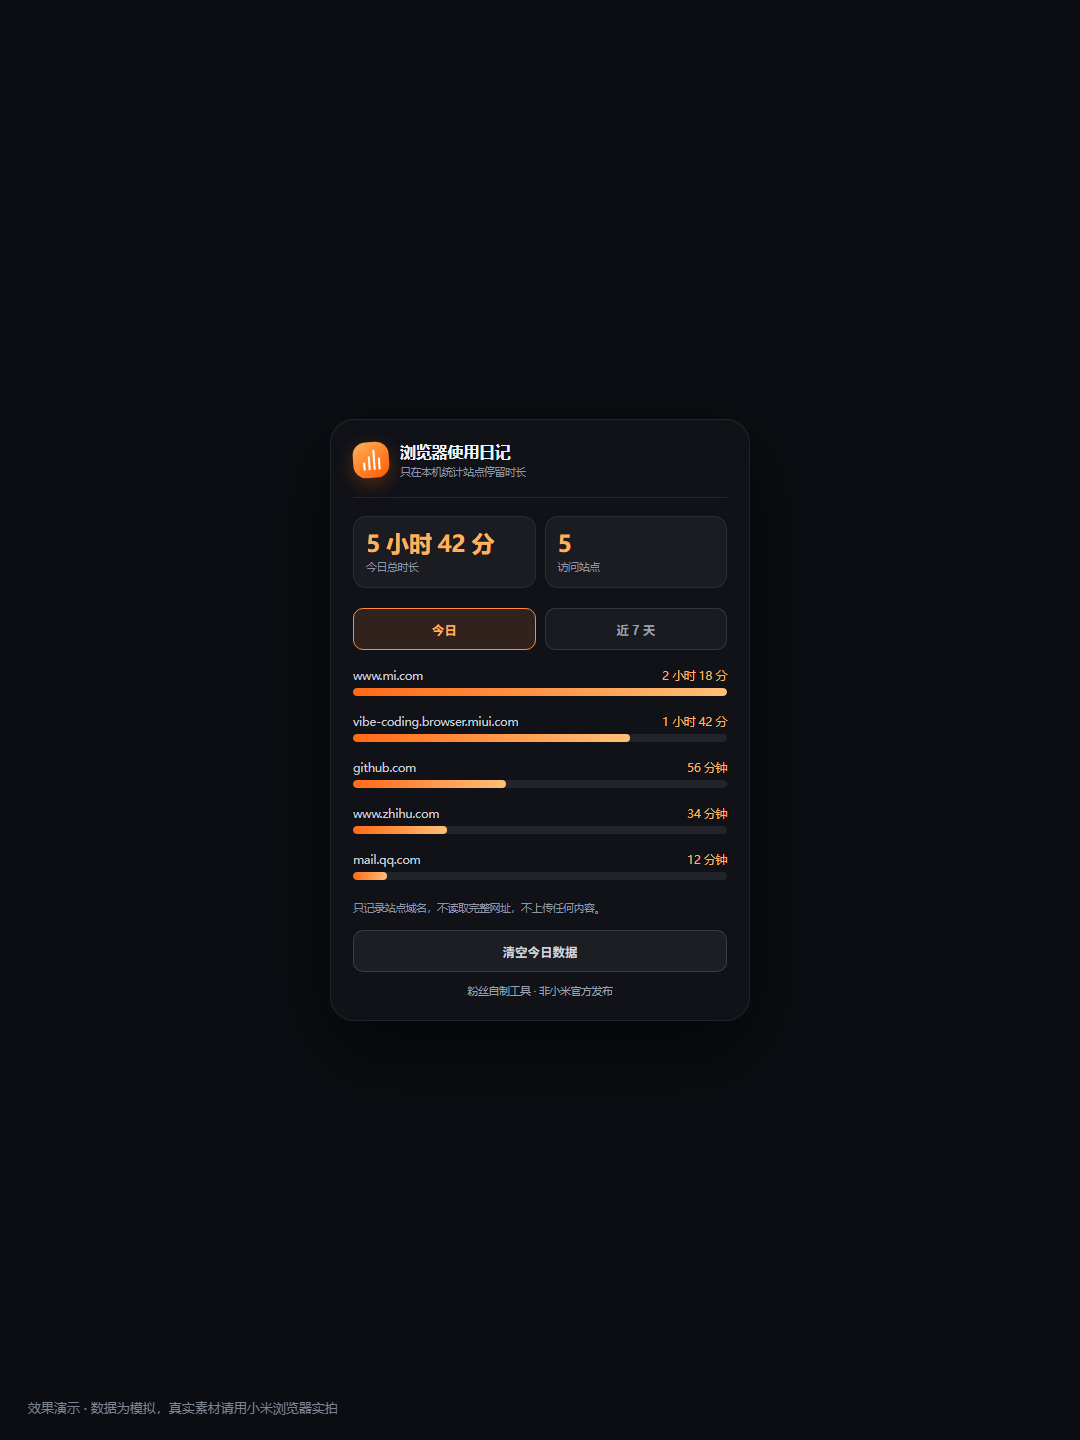 浏览器使用日记
只在本机统计站点停留时长
5 小时 42 分
今日总时长
5
访问站点
今日
近 7 天
www.mi.com
2 小时 18 分
vibe-coding.browser.miui.com
1 小时 42 分
github.com
56 分钟
www.zhihu.com
34 分钟
mail.qq.com
12 分钟
只记录站点域名，不读取完整网址，不上传任何内容。
清空今日数据
粉丝自制工具 · 非小米官方发布
效果演示 · 数据为模拟，真实素材请用小米浏览器实拍